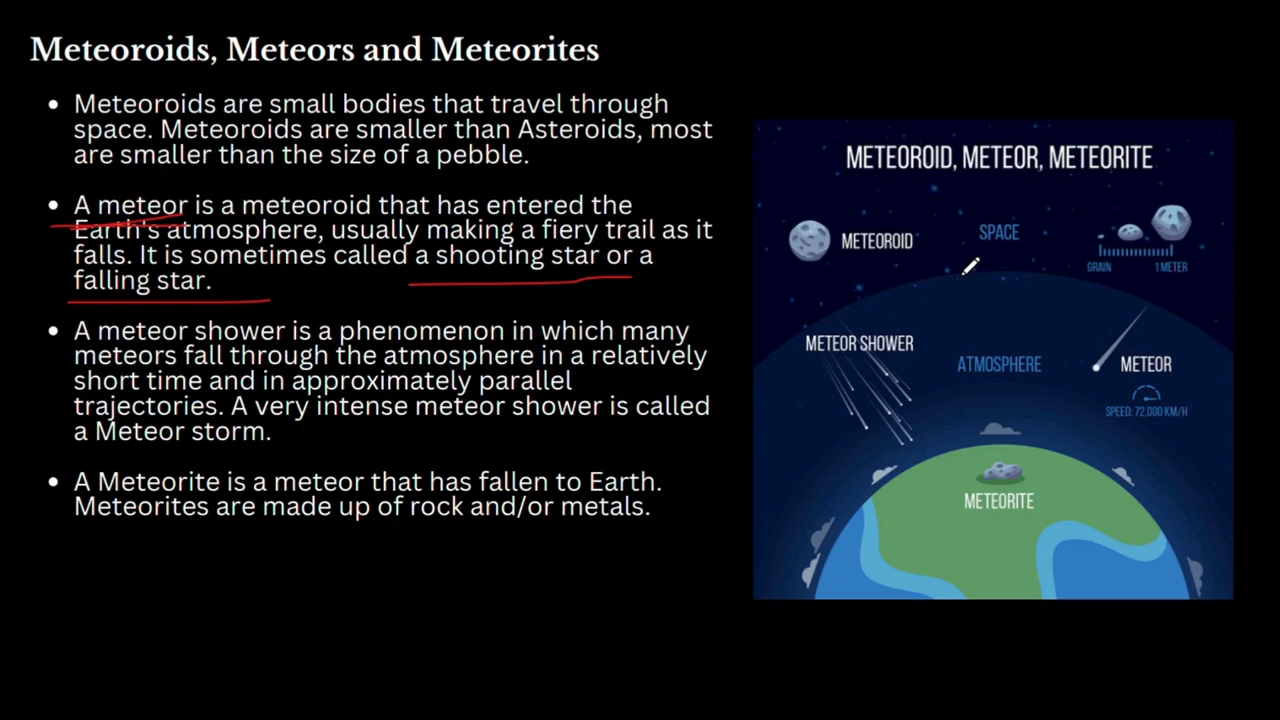 Meteoroids, Meteors and Meteorites
• Meteoroids are small bodies that travel through
space. Meteoroids are smaller than Asteroids, most
are smaller than the size of a pebble.
• A meteor is a meteoroid that has entered the
Earth's atmosphere, usually making a fiery trail as it
falls. It is sometimes called a shooting star or a
falling star.
• A meteor shower is a phenomenon in which many
meteors fall through the atmosphere in a relatively
short time and in approximately parallel
trajectories. A very intense meteor shower is called
a Meteor storm.
• A Meteorite is a meteor that has fallen to Earth.
Meteorites are made up of rock and/or metals.
METEOROID, METEOR, METEORITE
METEOROID
SPACE
GRAIN
1 METER
METEOR SHOWER
ATMOSPHERE
METEOR
SPEED: 72,000 KM/H
METEORITE